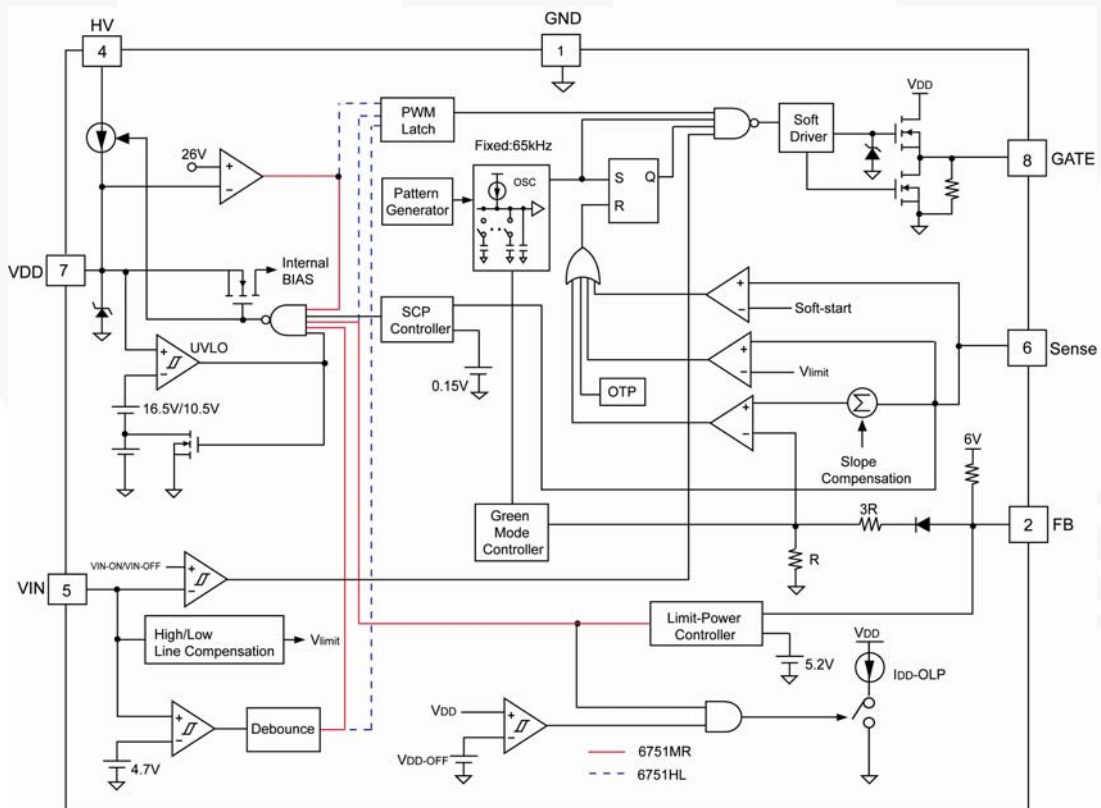 HV
4
GND
1
VDD
PWM
Latch
Soft
Driver
8
GATE
Fixed:65kHz
26V
+
−
Pattern
Generator
OSC
S
Q
R
VDD
7
Internal
BIAS
SCP
Controller
0.15V
UVLO
+
−
16.5V/10.5V
+
−
Soft-start
6
Sense
+
−
Vlimit
OTP
+
−
Σ
Slope
Compensation
6V
Green
Mode
Controller
3R
R
2
FB
VIN
5
VIN-ON/VIN-OFF
+
−
High/Low
Line Compensation
Vlimit
Limit-Power
Controller
5.2V
VDD
IDD-OLP
+
−
Debounce
4.7V
VDD
+
−
VDD-OFF
6751MR
6751HL